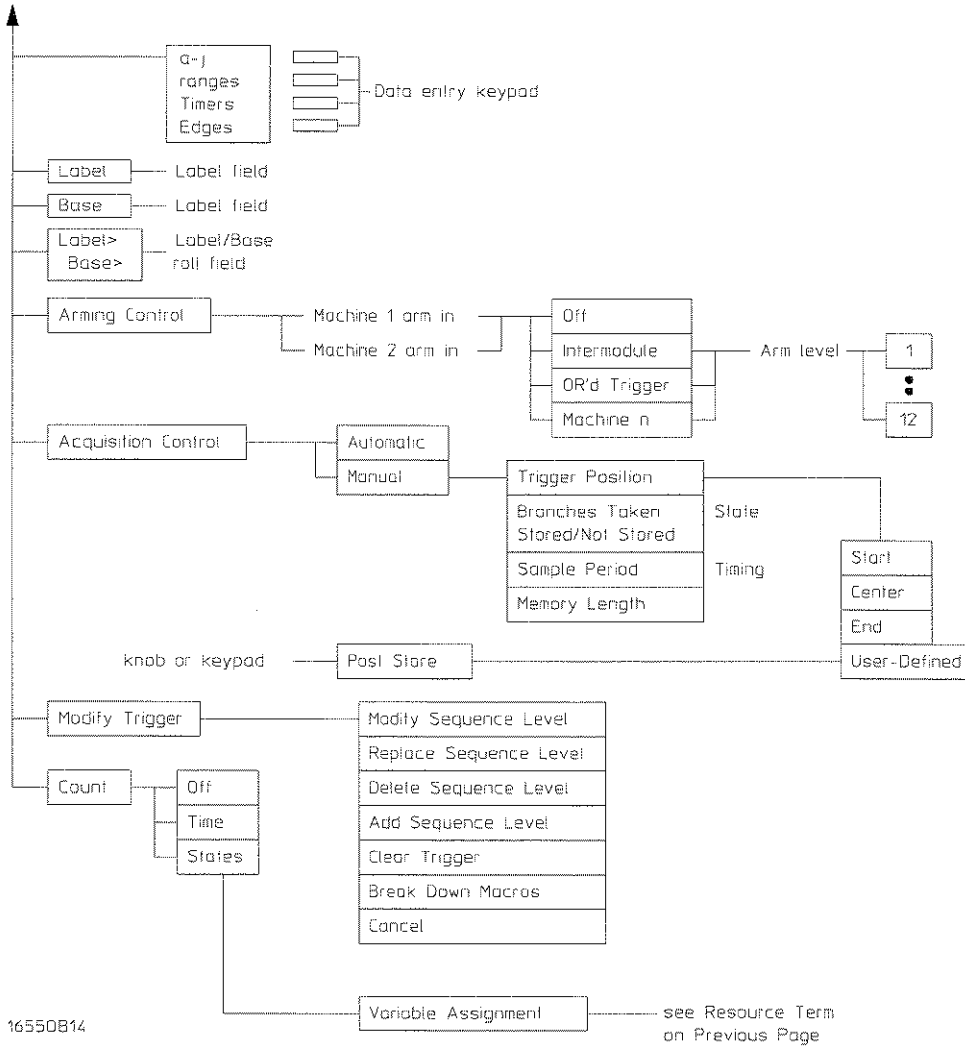 a-j
ranges
Timers
Edges
Data entry keypad
Label
Label field
Base
Label field
Label>
Base>
Label/Base
roll field
Arming Control
Machine 1 arm in
Machine 2 arm in
Off
Intermodule
OR'd Trigger
Machine n
Arm level
1
12
Acquisition Control
Automatic
Manual
Trigger Position
Branches Taken
Stored/Not Stored
State
Sample Period
Timing
Memory Length
Start
Center
End
User-Defined
knob or keypad
Post Store
Modify Trigger
Modify Sequence Level
Replace Sequence Level
Delete Sequence Level
Add Sequence Level
Clear Trigger
Break Down Macros
Cancel
Count
Off
Time
States
Variable Assignment
see Resource Term
on Previous Page
16550B14